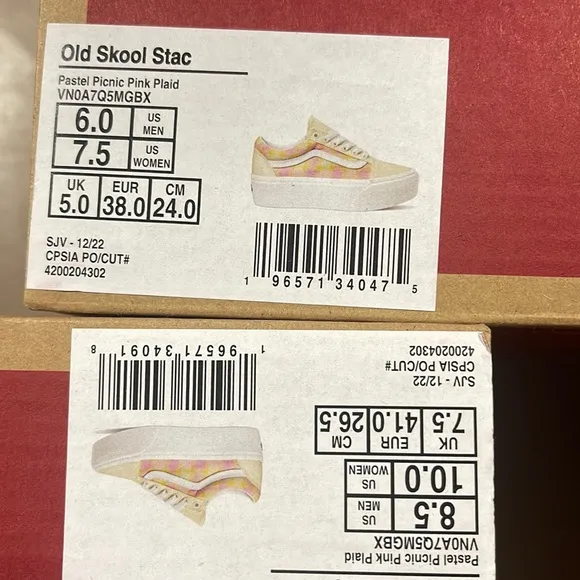 Old Skool Stac
Pastel Picnic Pink Plaid
VN0A7Q5MGBX
6.0 US MEN
7.5 US WOMEN
UK EUR CM
5.0 38.0 24.0
SJV - 12/22
CPSIA PO/CUT#
4200204302
1 96571 34047 5
Pastel Picnic Pink Plaid
VN0A7Q5MGBX
8.5 US MEN
10.0 US WOMEN
UK EUR CM
7.5 41.0 26.5
SJV - 12/22
CPSIA PO/CUT#
4200204302
1 96571 34091 8